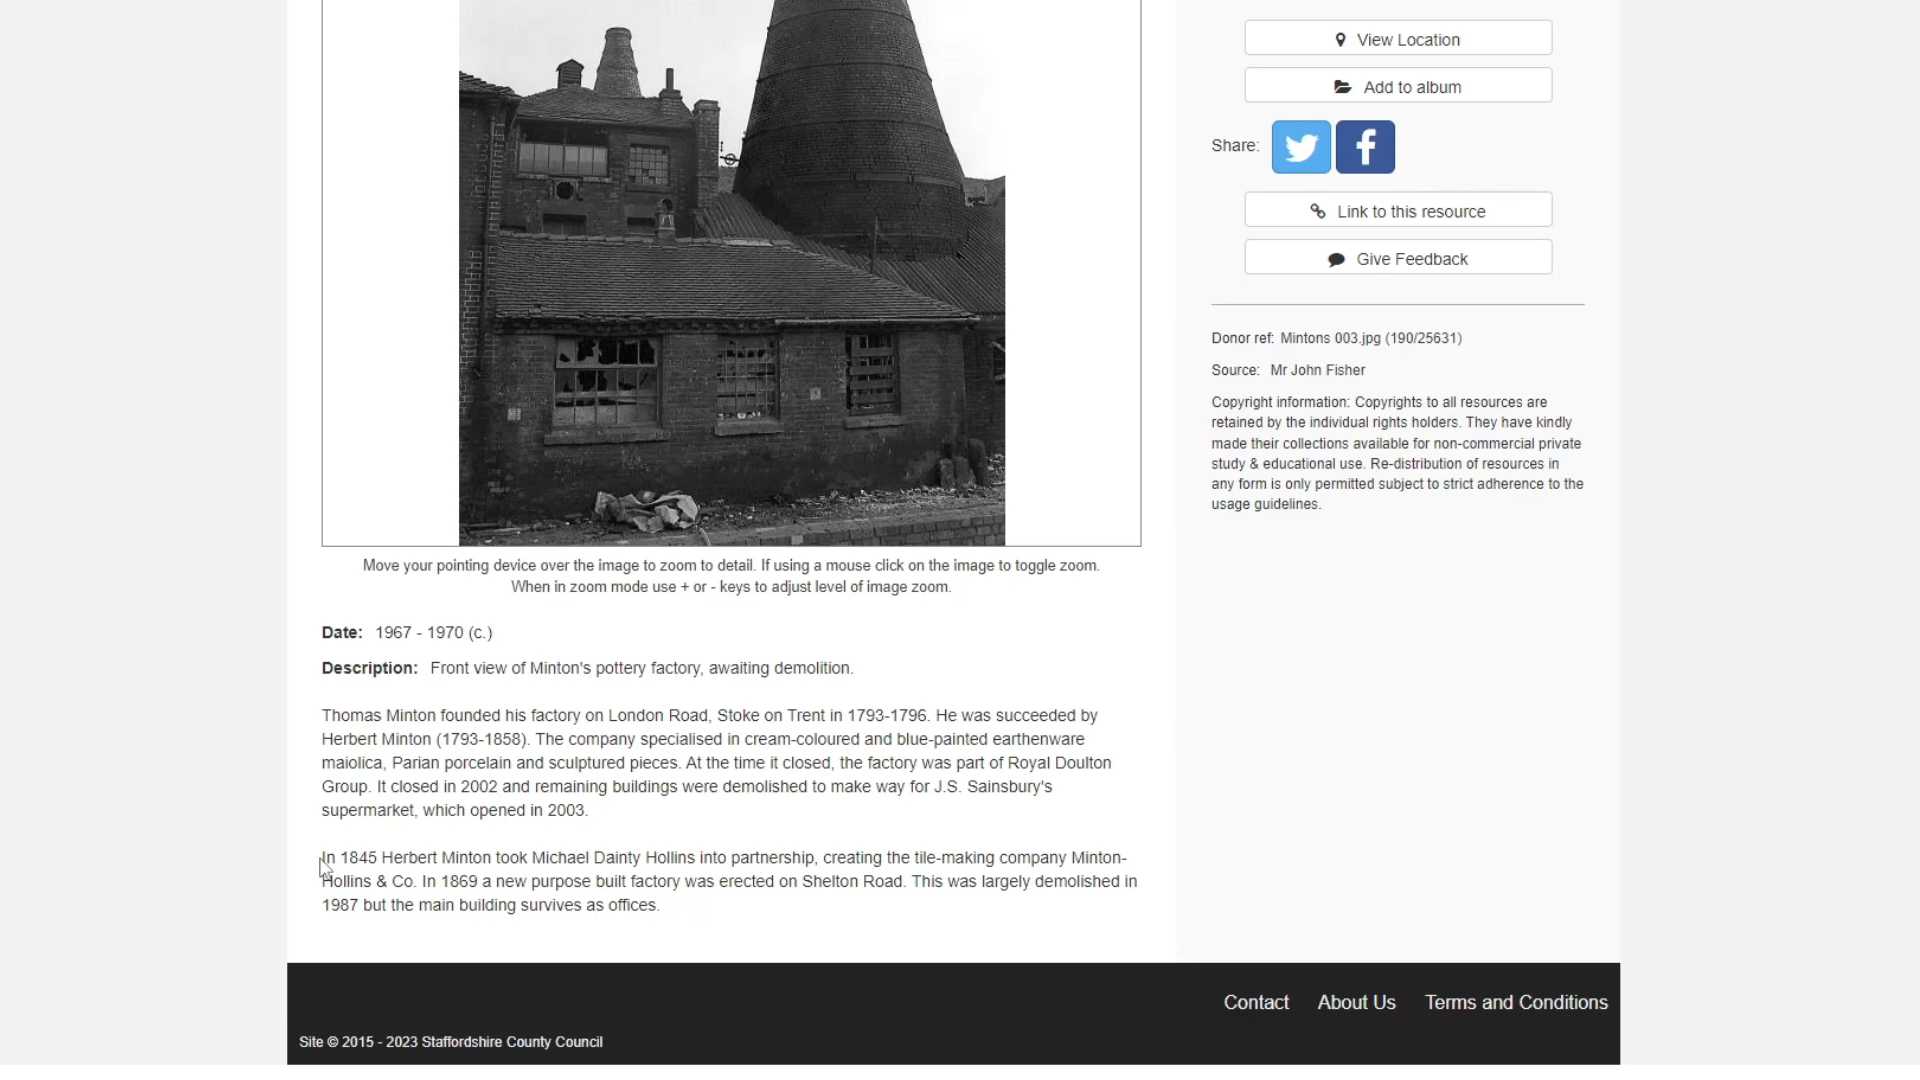 View Location
Add to album
Share:
Link to this resource
Give Feedback
Donor ref: Mintons 003.jpg (190/25631)
Source: Mr John Fisher
Copyright information: Copyrights to all resources are
retained by the individual rights holders. They have kindly
made their collections available for non-commercial private
study & educational use. Re-distribution of resources in
any form is only permitted subject to strict adherence to the
usage guidelines.
Move your pointing device over the image to zoom to detail. If using a mouse click on the image to toggle zoom.
When in zoom mode use + or - keys to adjust level of image zoom.
Date: 1967 - 1970 (c.)
Description: Front view of Minton's pottery factory, awaiting demolition.
Thomas Minton founded his factory on London Road, Stoke on Trent in 1793-1796. He was succeeded by
Herbert Minton (1793-1858). The company specialised in cream-coloured and blue-painted earthenware
maiolica, Parian porcelain and sculptured pieces. At the time it closed, the factory was part of Royal Doulton
Group. It closed in 2002 and remaining buildings were demolished to make way for J.S. Sainsbury's
supermarket, which opened in 2003.
In 1845 Herbert Minton took Michael Dainty Hollins into partnership, creating the tile-making company Minton-
Hollins & Co. In 1869 a new purpose built factory was erected on Shelton Road. This was largely demolished in
1987 but the main building survives as offices.
Contact About Us Terms and Conditions
Site © 2015 - 2023 Staffordshire County Council